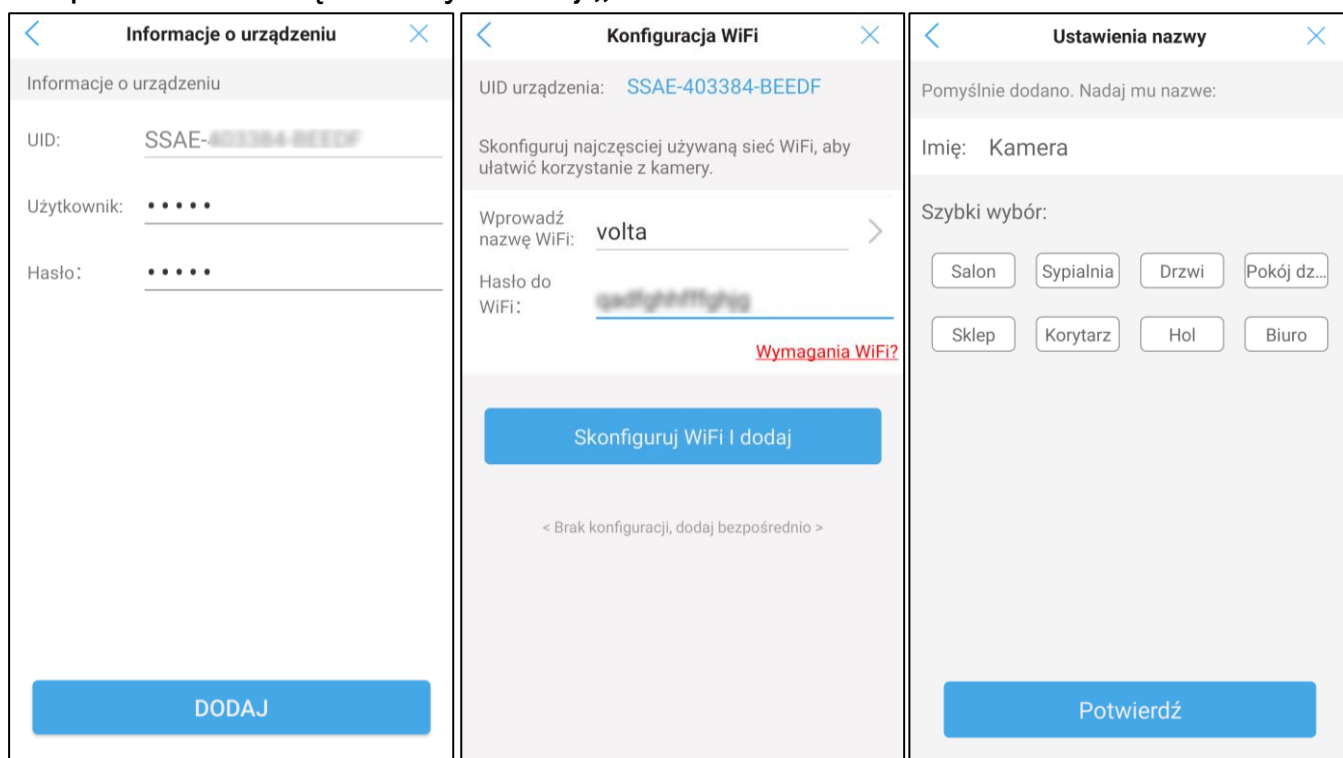 Informacje o urządzeniu
Informacje o urządzeniu
UID: SSAE-
Użytkownik: •••••
Hasło: •••••
DODAJ
Konfiguracja WiFi
UID urządzenia: SSAE-403384-BEEDF
Skonfiguruj najczęsciej używaną sieć WiFi, aby
ułatwić korzystanie z kamery.
Wprowadź
nazwę WiFi: volta
Hasło do
WiFi:
Wymagania WiFi?
Skonfiguruj WiFi I dodaj
< Brak konfiguracji, dodaj bezpośrednio >
Ustawienia nazwy
Pomyślnie dodano. Nadaj mu nazwe:
Imię: Kamera
Szybki wybór:
Salon Sypialnia Drzwi Pokój dz...
Sklep Korytarz Hol Biuro
Potwierdź